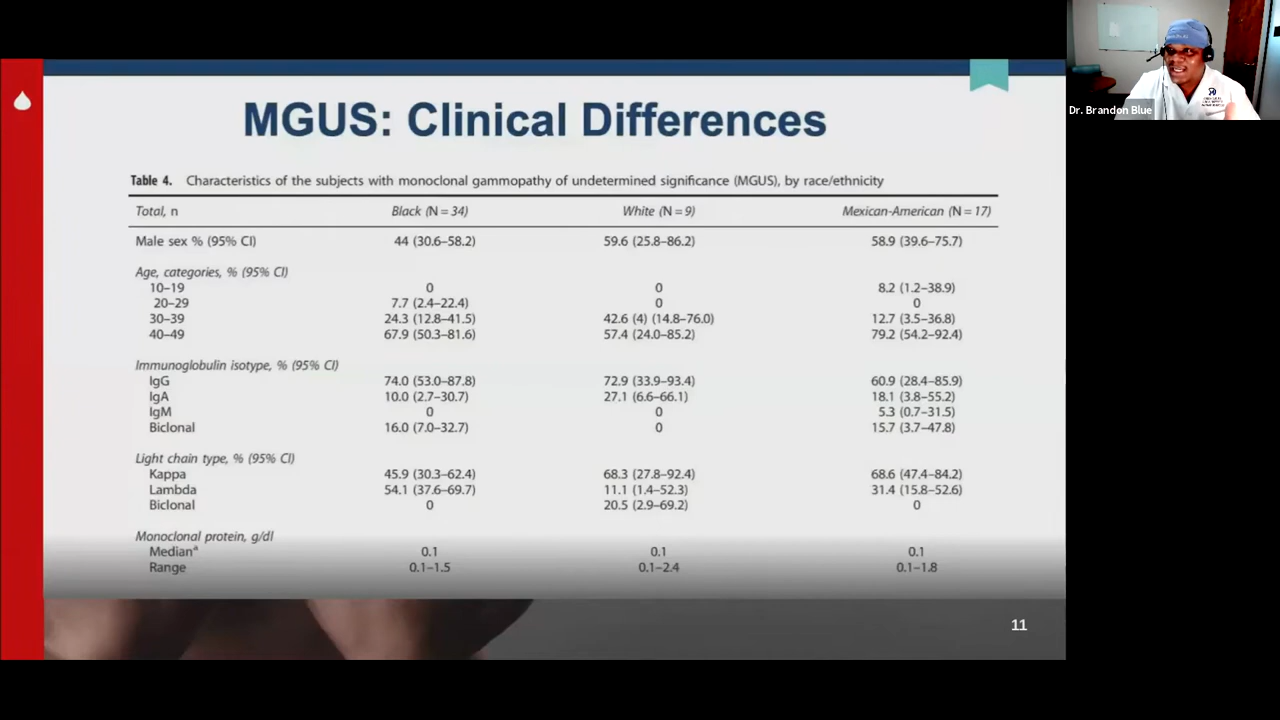 MGUS: Clinical Differences
Table 4. Characteristics of the subjects with monoclonal gammopathy of undetermined significance (MGUS), by race/ethnicity
Total, n Black (N = 34) White (N = 9) Mexican-American (N = 17)
Male sex % (95% CI) 44 (30.6–58.2) 59.6 (25.8–86.2) 58.9 (39.6–75.7)
Age, categories, % (95% CI)
10–19 0 0 8.2 (1.2–38.9)
20–29 7.7 (2.4–22.4) 0 0
30–39 24.3 (12.8–41.5) 42.6 (4) (14.8–76.0) 12.7 (3.5–36.8)
40–49 67.9 (50.3–81.6) 57.4 (24.0–85.2) 79.2 (54.2–92.4)
Immunoglobulin isotype, % (95% CI)
IgG 74.0 (53.0–87.8) 72.9 (33.9–93.4) 60.9 (28.4–85.9)
IgA 10.0 (2.7–30.7) 27.1 (6.6–66.1) 18.1 (3.8–55.2)
IgM 0 0 5.3 (0.7–31.5)
Biclonal 16.0 (7.0–32.7) 0 15.7 (3.7–47.8)
Light chain type, % (95% CI)
Kappa 45.9 (30.3–62.4) 68.3 (27.8–92.4) 68.6 (47.4–84.2)
Lambda 54.1 (37.6–69.7) 11.1 (1.4–52.3) 31.4 (15.8–52.6)
Biclonal 0 20.5 (2.9–69.2) 0
Monoclonal protein, g/dl
Medianᵃ 0.1 0.1 0.1
Range 0.1–1.5 0.1–2.4 0.1–1.8
11
Dr. Brandon Blue